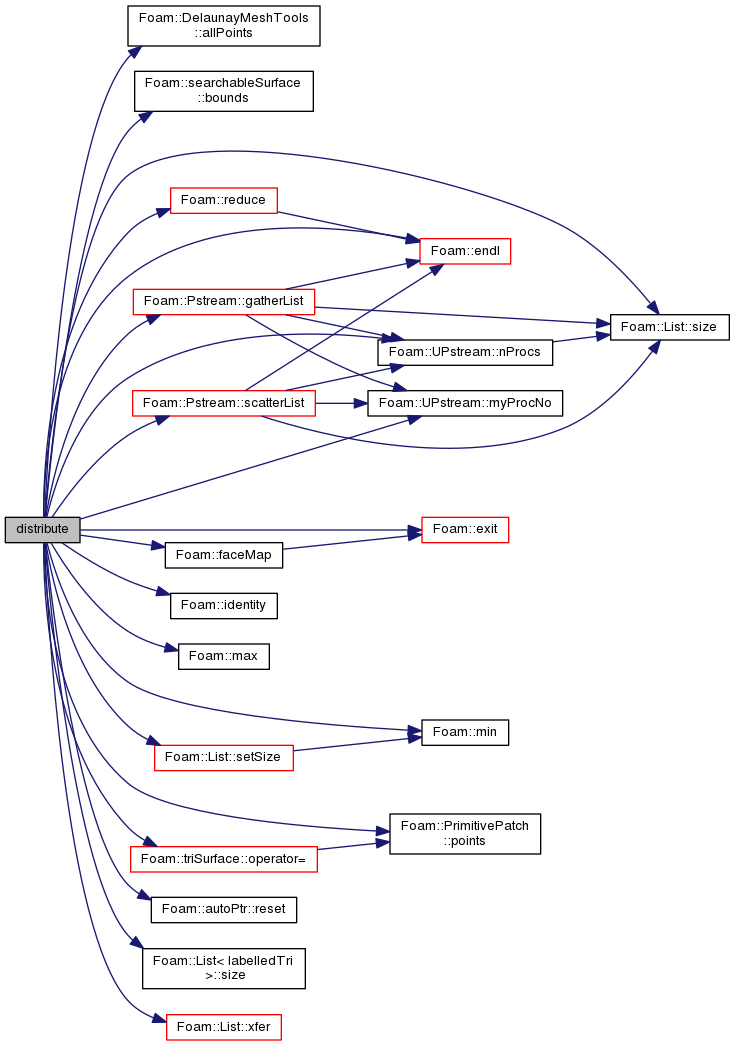 Foam::DelaunayMeshTools
::allPoints
Foam::searchableSurface
::bounds
Foam::reduce
Foam::endl
Foam::Pstream::gatherList
Foam::List::size
Foam::UPstream::nProcs
Foam::Pstream::scatterList
Foam::UPstream::myProcNo
distribute
Foam::exit
Foam::faceMap
Foam::identity
Foam::max
Foam::min
Foam::List::setSize
Foam::PrimitivePatch
::points
Foam::triSurface::operator=
Foam::autoPtr::reset
Foam::List< labelledTri
>::size
Foam::List::xfer